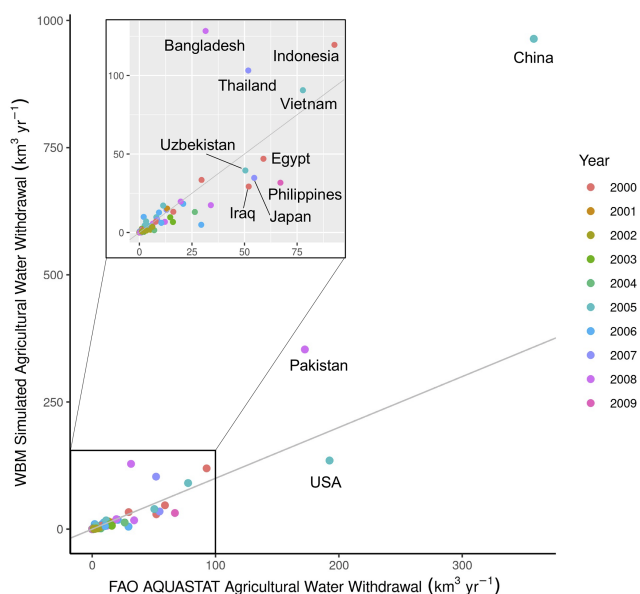 1000
750
500
250
0
WBM Simulated Agricultural Water Withdrawal (km³ yr⁻¹)
100
50
0
0
25
50
75
Bangladesh
Indonesia
Thailand
Vietnam
Uzbekistan
Egypt
Philippines
Iraq
Japan
China
Pakistan
USA
0
100
200
300
FAO AQUASTAT Agricultural Water Withdrawal (km³ yr⁻¹)
Year
2000
2001
2002
2003
2004
2005
2006
2007
2008
2009